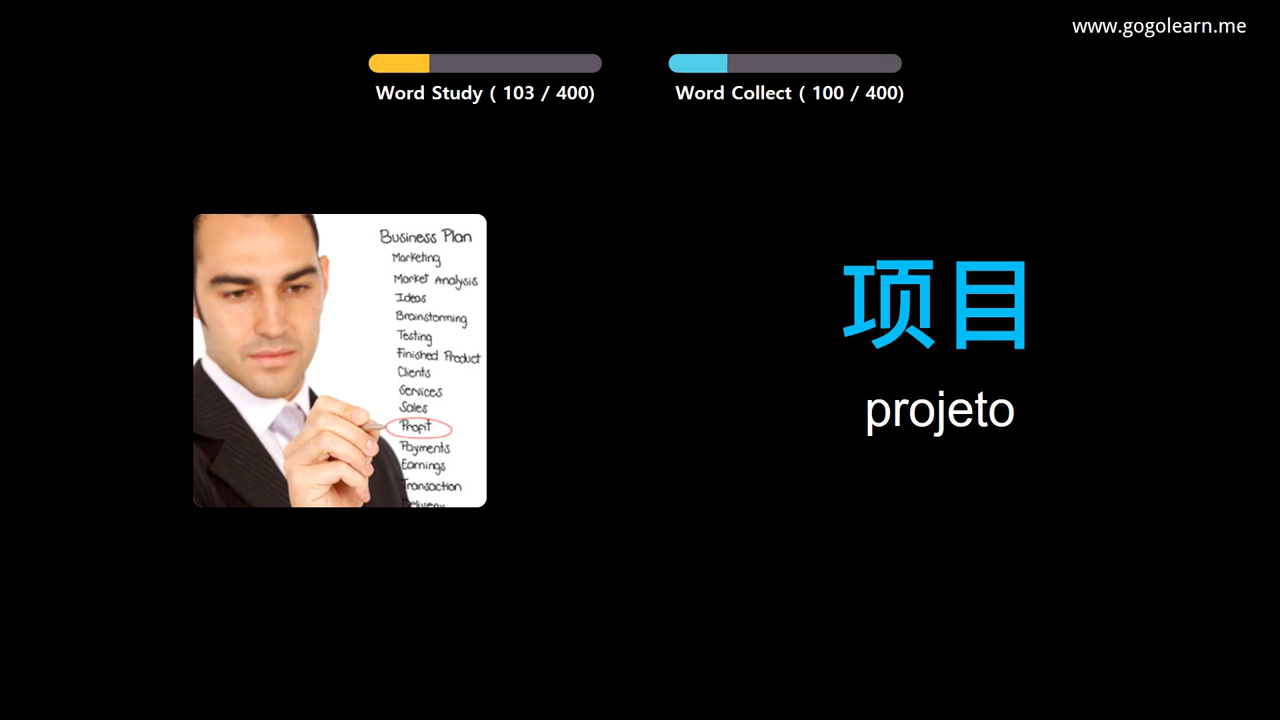 www.gogolearn.me
Word Study ( 103 / 400)
Word Collect ( 100 / 400)
Business Plan
Marketing
Market Analysis
Ideas
Brainstorming
Testing
Finished Product
Clients
Services
Sales
Profit
Payments
Earnings
Transaction
Delivery
项目
projeto